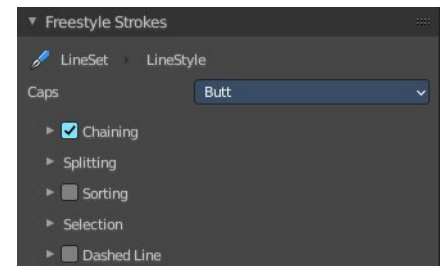 Freestyle Strokes
LineSet LineStyle
Caps Butt
Chaining
Splitting
Sorting
Selection
Dashed Line